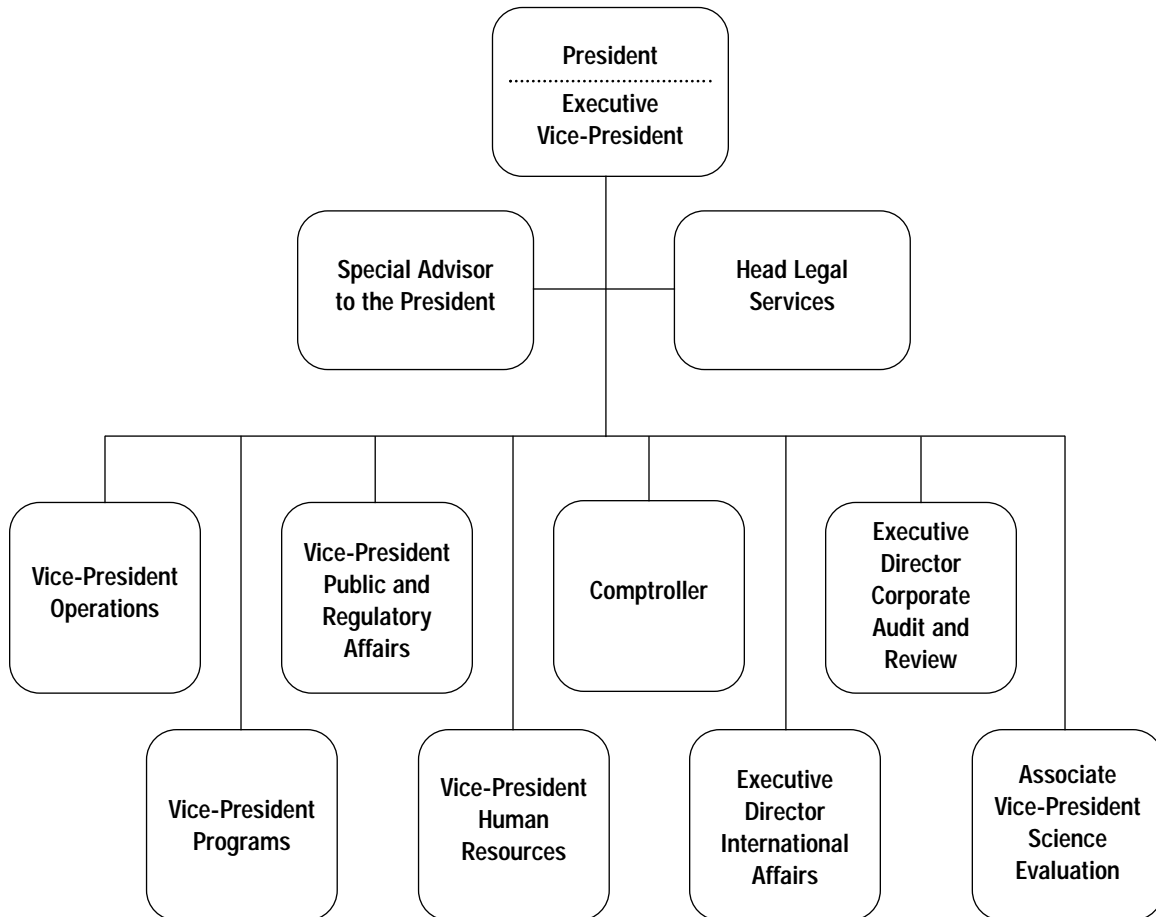 President
Executive
Vice-President
Special Advisor
to the President
Head Legal
Services
Vice-President
Operations
Vice-President
Public and
Regulatory
Affairs
Comptroller
Executive
Director
Corporate
Audit and
Review
Vice-President
Programs
Vice-President
Human
Resources
Executive
Director
International
Affairs
Associate
Vice-President
Science
Evaluation